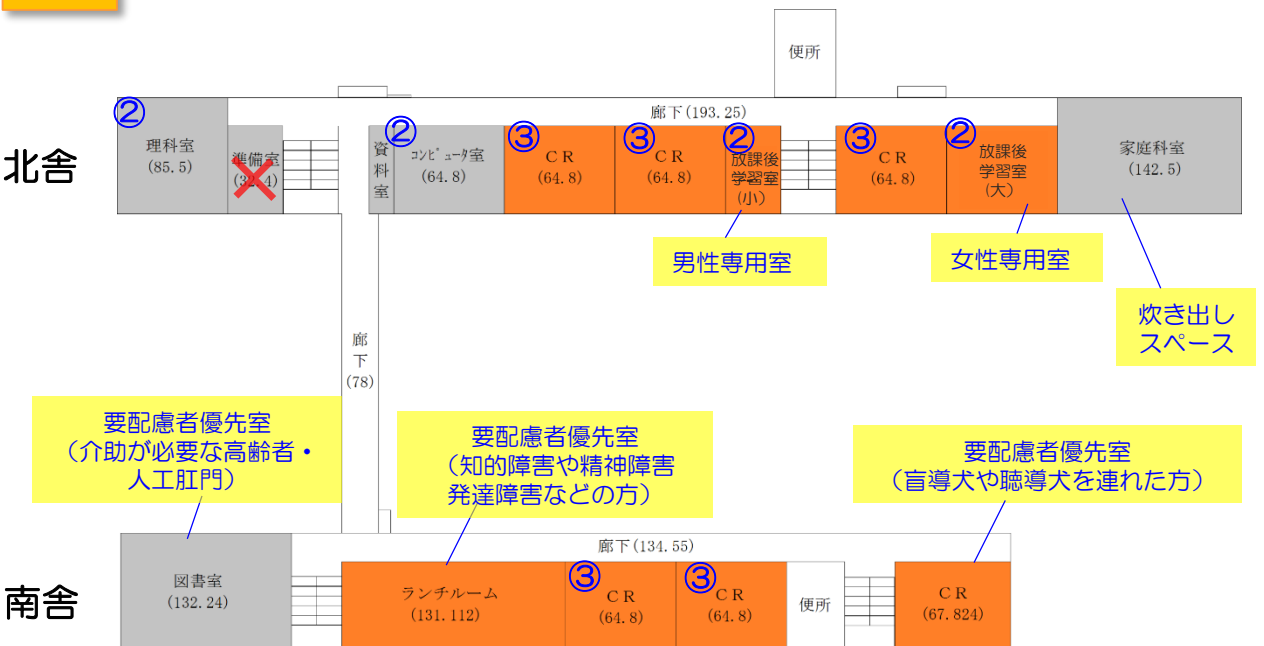 便所
廊下(193.25)
北舎
②
理科室
(85.5)
準備室
(32.4)
資
料
室
②
コンピュータ室
(64.8)
③
CR
(64.8)
③
CR
(64.8)
②
放課後
学習室
(小)
③
CR
(64.8)
②
放課後
学習室
(大)
家庭科室
(142.5)
男性専用室
女性専用室
炊き出し
スペース
廊
下
(78)
要配慮者優先室
(介助が必要な高齢者・
人工肛門)
要配慮者優先室
(知的障害や精神障害
発達障害などの方)
要配慮者優先室
(盲導犬や聴導犬を連れた方)
廊下(134.55)
南舎
図書室
(132.24)
ランチルーム
(131.112)
③
CR
(64.8)
③
CR
(64.8)
便所
CR
(67.824)